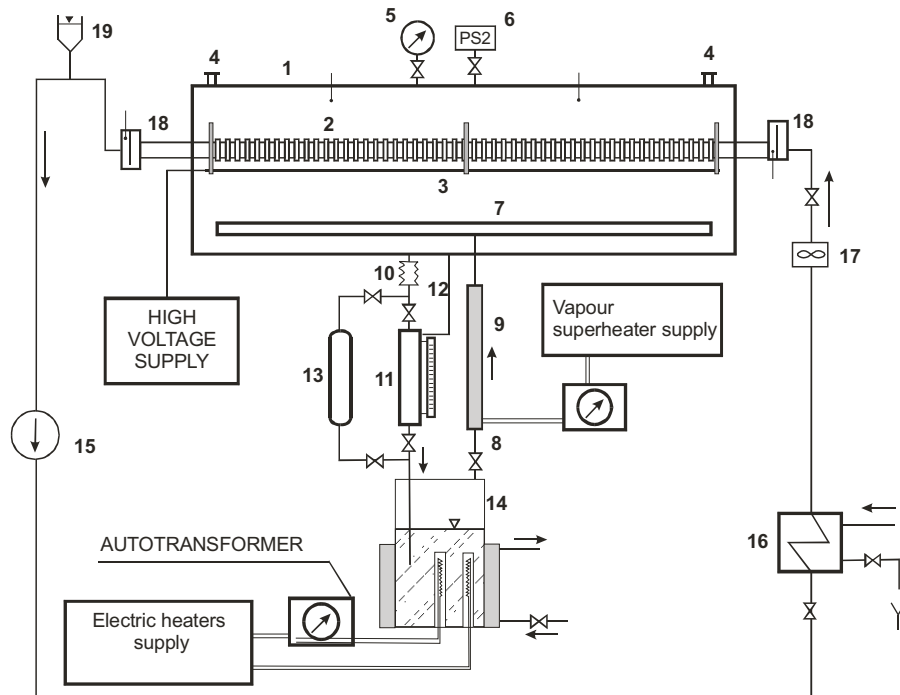 19
5
PS2
6
4
1
4
18
2
18
3
7
17
10
12
HIGH
VOLTAGE
SUPPLY
9
Vapour
superheater supply
13
11
15
8
14
16
AUTOTRANSFORMER
Electric heaters
supply